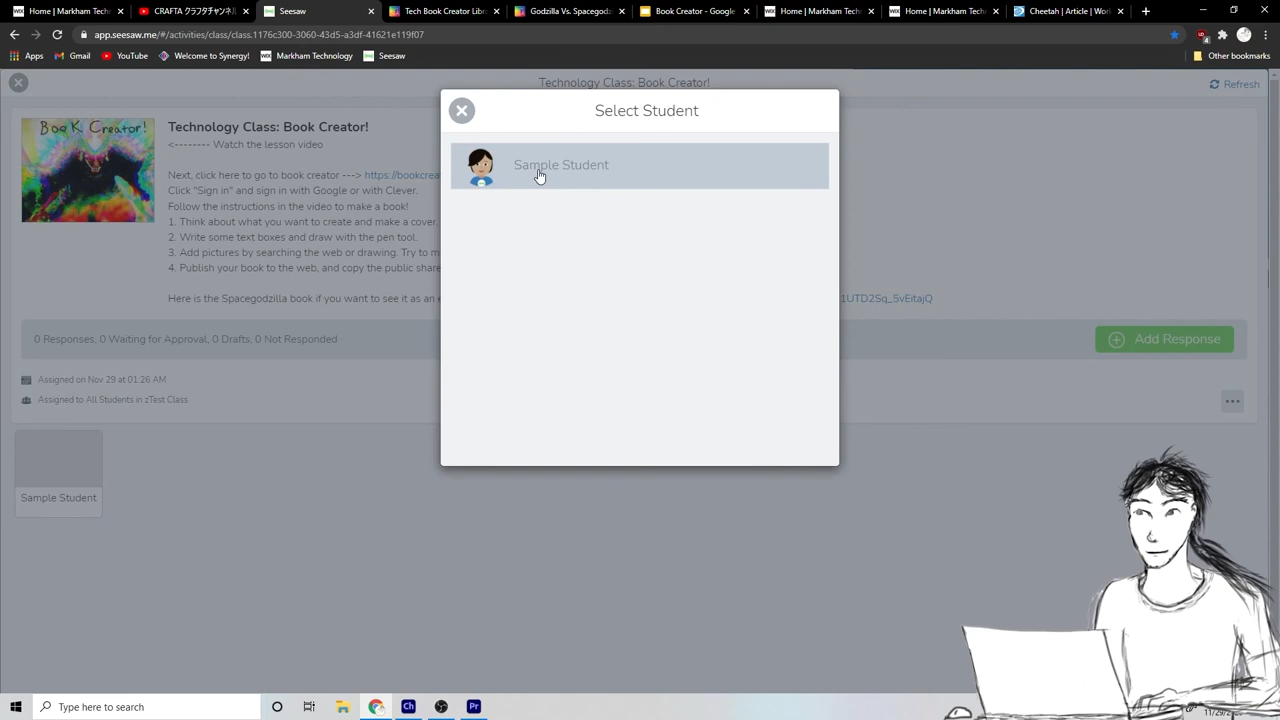 Home | Markham Techn
CRAFTA クラフタチャンネル
Seesaw
Tech Book Creator Libra
Godzilla Vs. Spacegodz
Book Creator - Google
Home | Markham Techn
Home | Markham Techn
Cheetah | Article | Worl
app.seesaw.me/#/activities/class/class.1176c300-3060-43d5-a3df-41621e119f07
Apps
Gmail
YouTube
Welcome to Synergy!
WIX
Markham Technology
Seesaw
Other bookmarks
Technology Class: Book Creator!
Refresh
Select Student
Sample Student
BooK Creator!
Technology Class: Book Creator!
<-------- Watch the lesson video
Next, click here to go to book creator ---> https://bookcrea
Click "Sign in" and sign in with Google or with Clever.
Follow the instructions in the video to make a book!
1. Think about what you want to create and make a cover.
2. Write some text boxes and draw with the pen tool.
3. Add pictures by searching the web or drawing. Try to m
4. Publish your book to the web, and copy the public share
Here is the Spacegodzilla book if you want to see it as an e
1UTD2Sq_5vEitajQ
0 Responses, 0 Waiting for Approval, 0 Drafts, 0 Not Responded
Add Response
Assigned on Nov 29 at 01:26 AM
Assigned to All Students in zTest Class
Sample Student
Type here to search
Ch
Pr